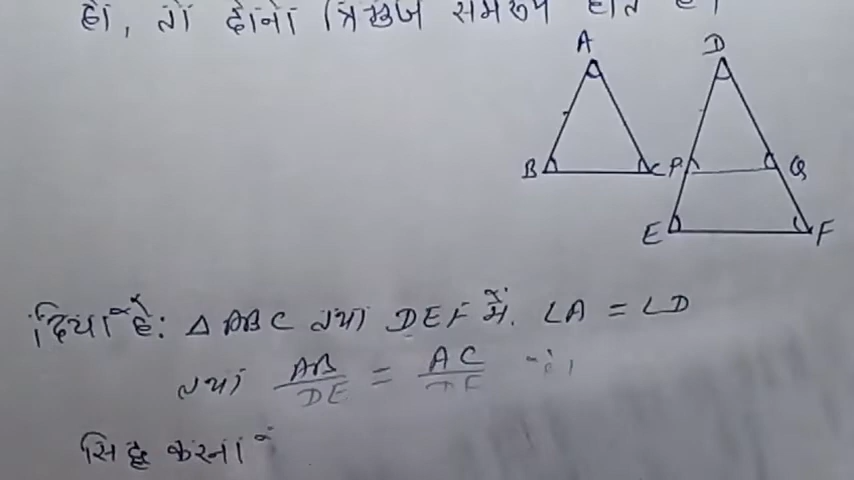 हों, तो दोनों त्रिभुज समरूप होते हैं।
A
D
B
C
P
Q
E
F
दिया है: △ ABC तथा DEF में. ∠A = ∠D
तथा AB/DE = AC/DF
सिद्ध करना